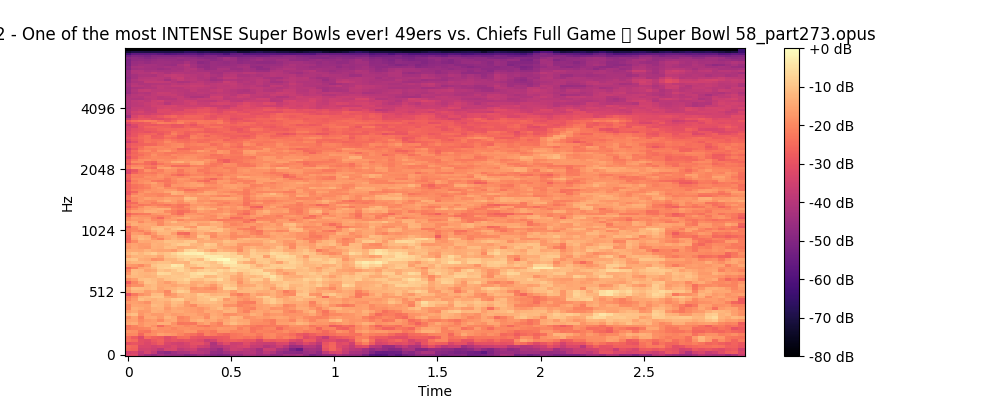 2 - One of the most INTENSE Super Bowls ever! 49ers vs. Chiefs Full Game ▯ Super Bowl 58_part273.opus
+0 dB
4096
-10 dB
-20 dB
2048
-30 dB
Hz
1024
-40 dB
-50 dB
512
-60 dB
-70 dB
0
-80 dB
0 0.5 1 1.5 2 2.5
Time